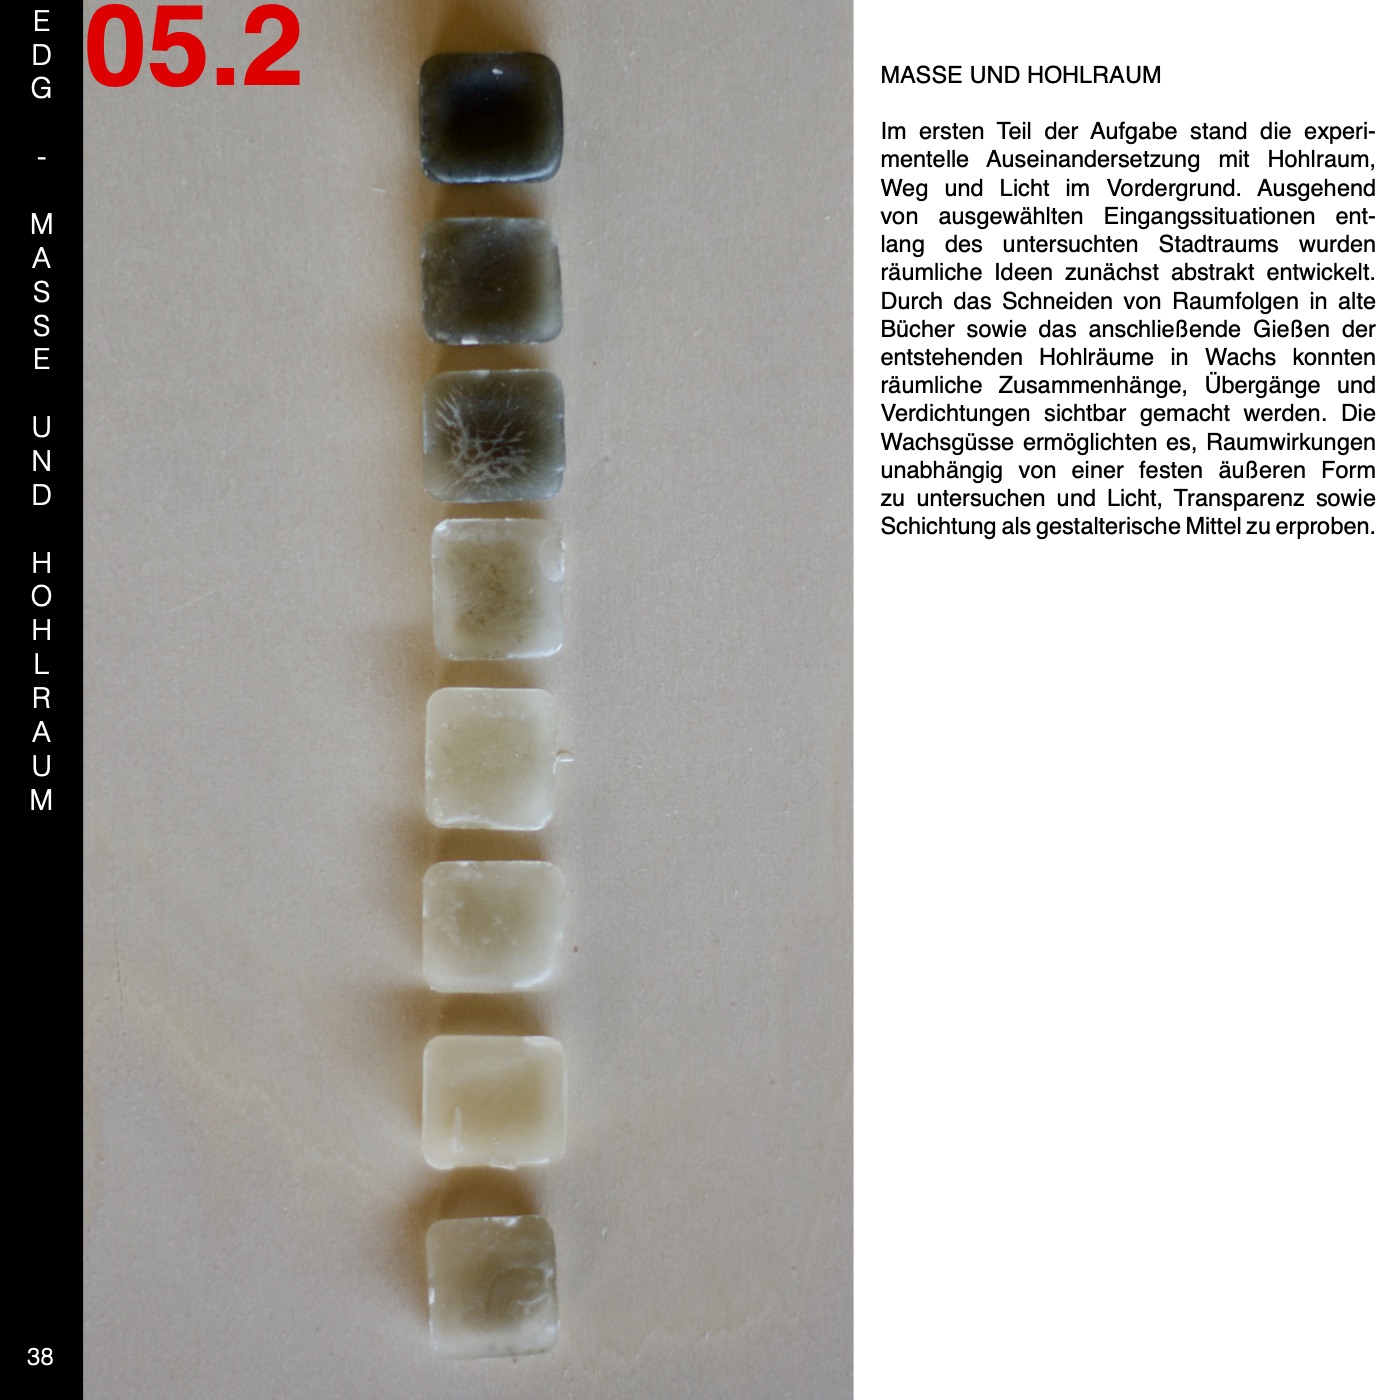 EDG - MASSE UND HOHLRAUM
05.2
MASSE UND HOHLRAUM
Im ersten Teil der Aufgabe stand die experi-
mentelle Auseinandersetzung mit Hohlraum,
Weg und Licht im Vordergrund. Ausgehend
von ausgewählten Eingangssituationen ent-
lang des untersuchten Stadtraums wurden
räumliche Ideen zunächst abstrakt entwickelt.
Durch das Schneiden von Raumfolgen in alte
Bücher sowie das anschließende Gießen der
entstehenden Hohlräume in Wachs konnten
räumliche Zusammenhänge, Übergänge und
Verdichtungen sichtbar gemacht werden. Die
Wachsgüsse ermöglichten es, Raumwirkungen
unabhängig von einer festen äußeren Form
zu untersuchen und Licht, Transparenz sowie
Schichtung als gestalterische Mittel zu erproben.
38